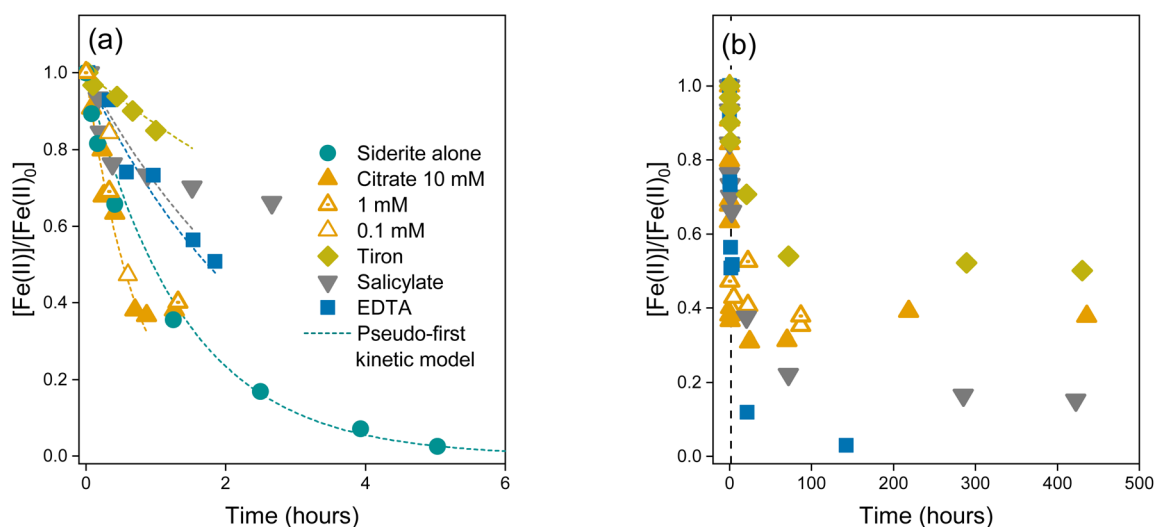 (a)
1.0
0.8
0.6
0.4
0.2
0.0
[Fe(II)]/[Fe(II)₀]
0
2
4
6
Time (hours)
Siderite alone
Citrate 10 mM
1 mM
0.1 mM
Tiron
Salicylate
EDTA
Pseudo-first
kinetic model
(b)
1.0
0.8
0.6
0.4
0.2
0.0
[Fe(II)]/[Fe(II)₀]
0
100
200
300
400
500
Time (hours)